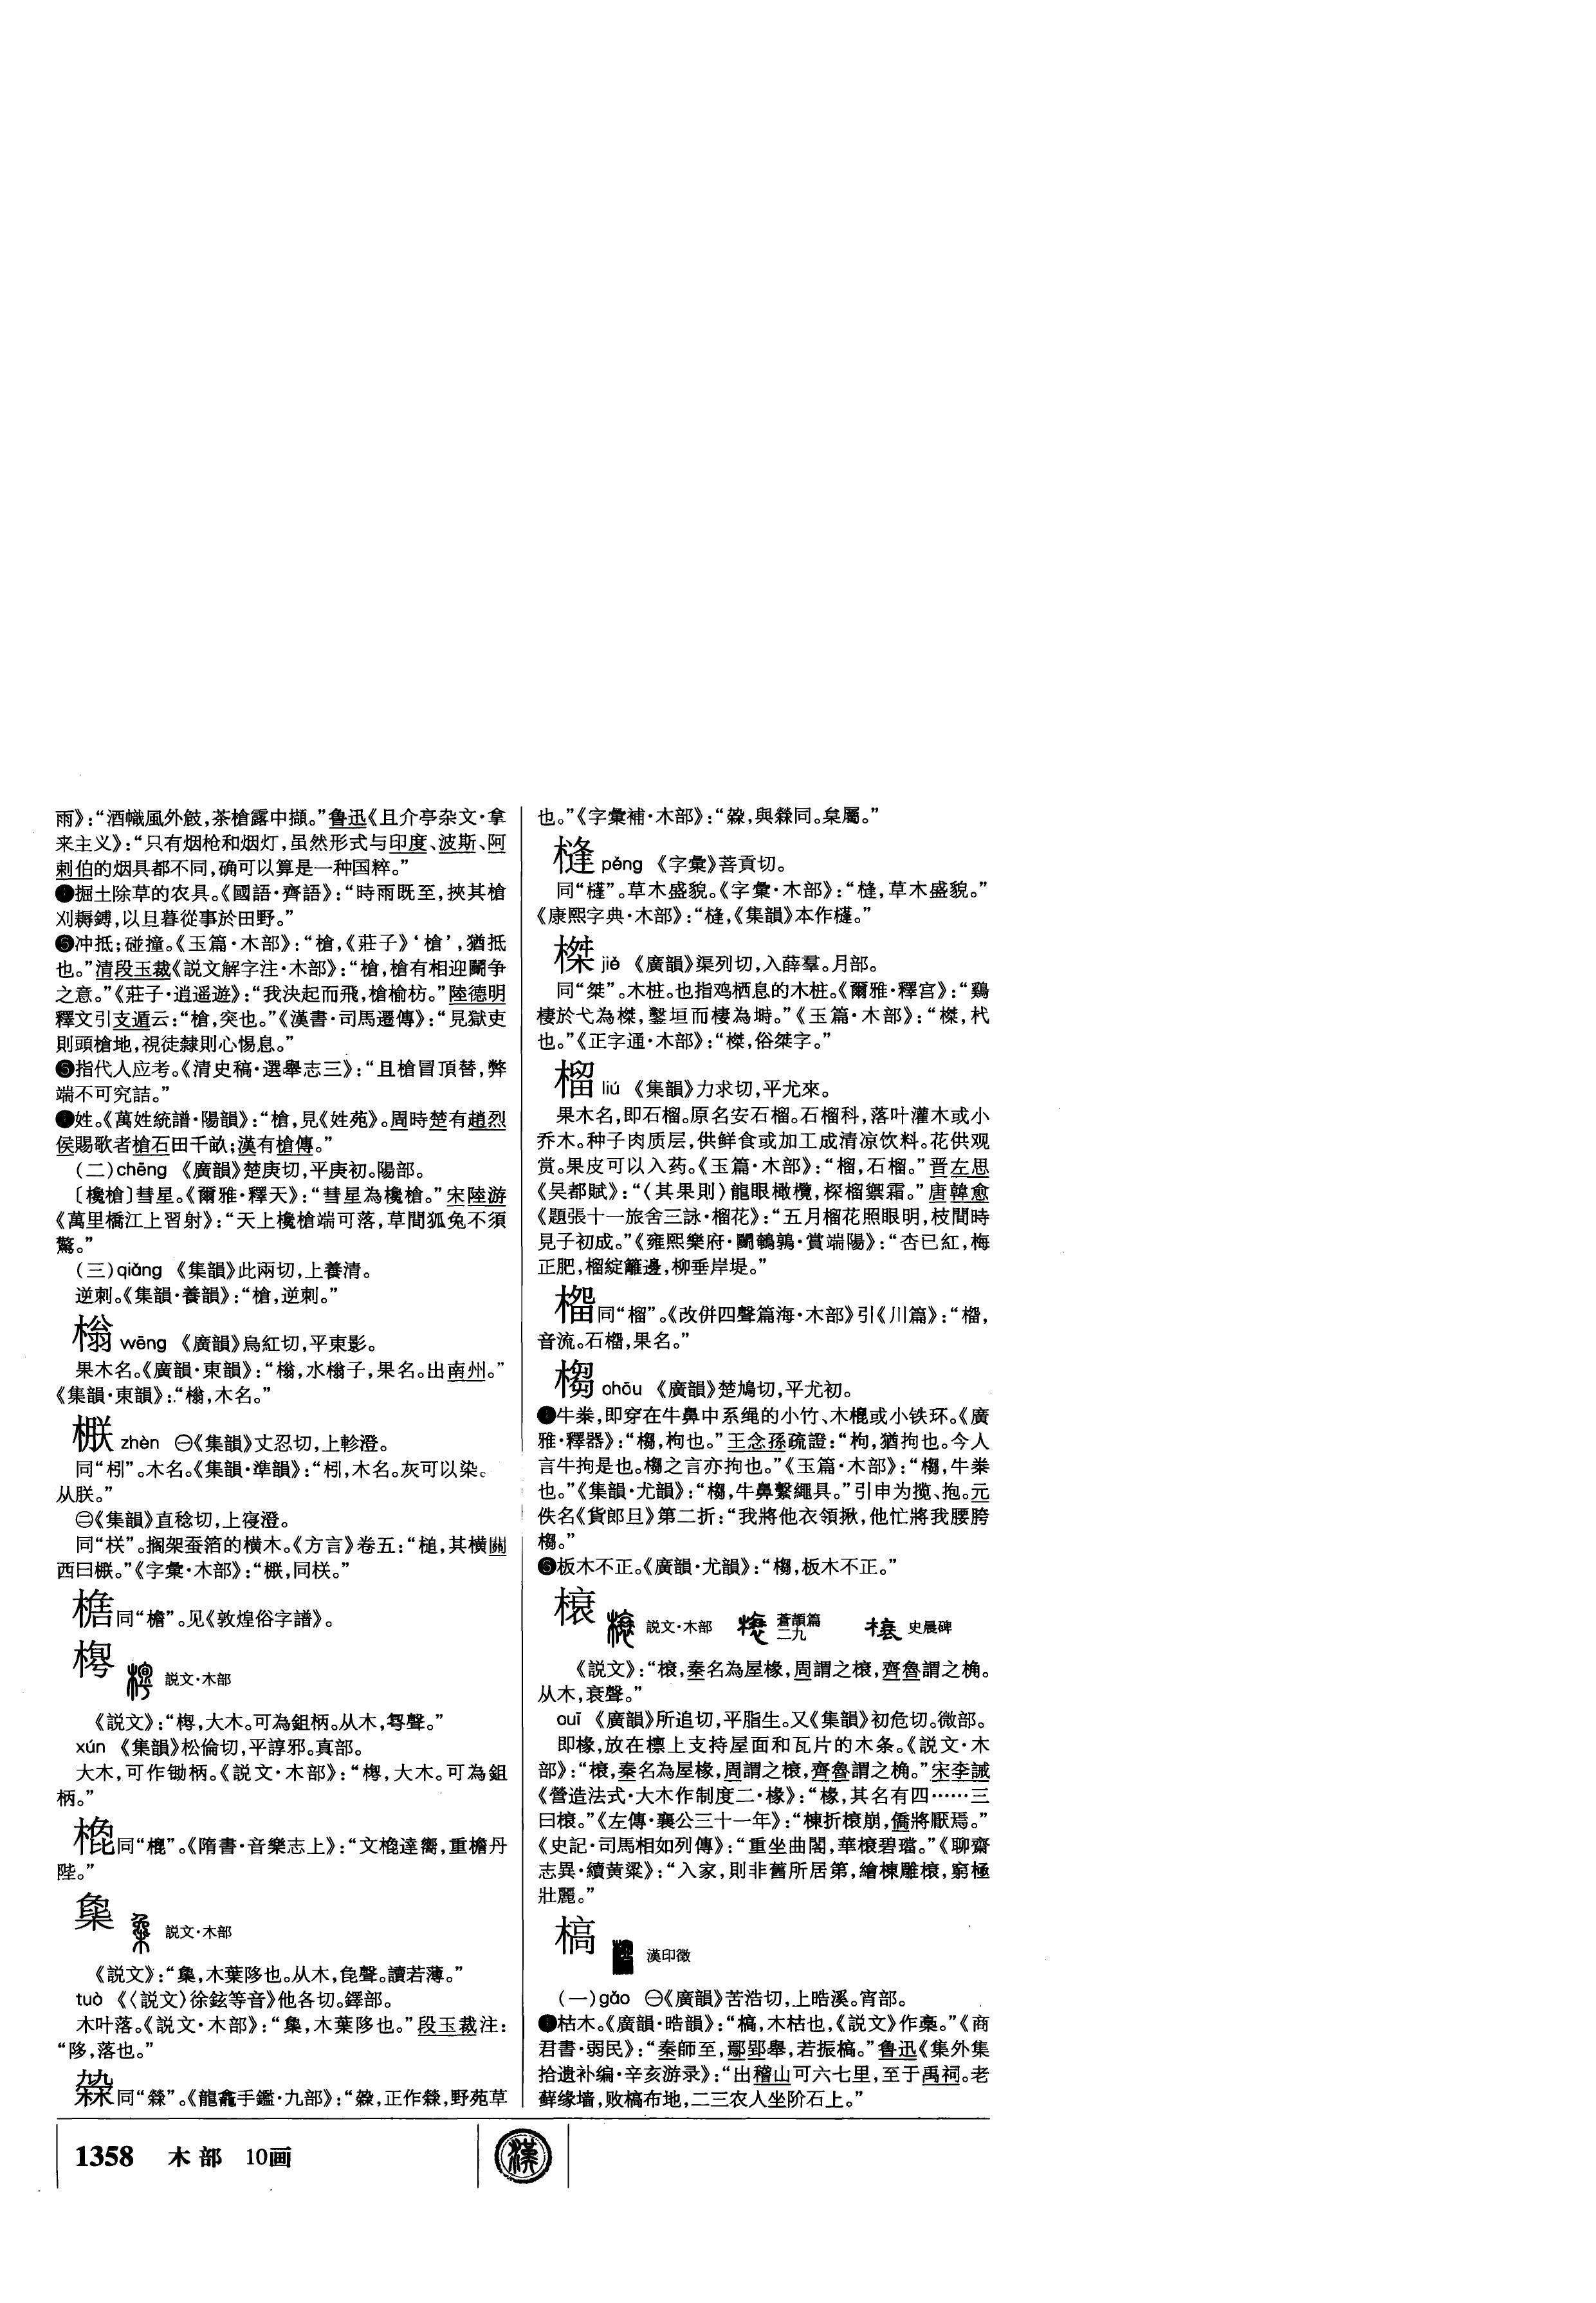 雨》：“酒幟風外㩻，茶槍露中擷。”鲁迅《且介亭杂文·拿
来主义》：“只有烟枪和烟灯，虽然形式与印度、波斯、阿
剌伯的烟具都不同，确可以算是一种国粹。”
掘土除草的农具。《國語·齊語》：“時雨既至，挾其槍
刈耨鎛，以旦暮從事於田野。”
❺冲抵；碰撞。《玉篇·木部》：“槍，《莊子》‘槍’，猶抵
也。”清段玉裁《説文解字注·木部》：“槍，槍有相迎鬭争
之意。”《莊子·逍遥遊》：“我決起而飛，槍榆枋。”陸德明
釋文引支遁云：“槍，突也。”《漢書·司馬遷傳》：“見獄吏
則頭槍地，視徒隸則心惕息。”
指代人应考。《清史稿·選舉志三》：“且槍冒頂替，弊
端不可究詰。”
姓。《萬姓統譜·陽韻》：“槍，見《姓苑》。周時楚有趙烈
侯賜歌者槍石田千畝；漢有槍傳。”
（二）chēng 《廣韻》楚庚切，平庚初。陽部。
〔欃槍〕彗星。《爾雅·釋天》：“彗星為欃槍。”宋陸游
《萬里橋江上習射》：“天上欃槍端可落，草間狐兔不須
驚。”
（三）qiǎng 《集韻》此兩切，上養清。
逆刺。《集韻·養韻》：“槍，逆刺。”
𣚓 wēng 《廣韻》烏紅切，平東影。
果木名。《廣韻·東韻》：“，水子，果名。出南州。”
《集韻·東韻》：“，木名。”
栚 zhèn ㊀《集韻》丈忍切，上軫澄。
同“栁”。木名。《集韻·準韻》：“，木名。灰可以染。
从朕。”
㊁《集韻》直稔切，上寑澄。
同“栚”。搁架蚕箔的横木。《方言》卷五：“槌，其横關
西曰㮳。”《字彙·木部》：“㮳，同栚。”
同“檐”。见《敦煌俗字譜》。
梬 説文·木部
《説文》：“，大木。可為鉏柄。从木，聲。”
xún 《集韻》松倫切，平諄邪。真部。
大木，可作锄柄。《説文·木部》：“，大木。可為鉏
柄。”
同“榥”。《隋書·音樂志上》：“文達嚮，重檐丹
陛。”
説文·木部
《説文》：“，木葉陊也。从木，㲋聲。讀若薄。”
tuò 《〈説文〉徐鉉等音》他各切。鐸部。
木叶落。《説文·木部》：“，木葉陊也。”段玉裁注：
“陊，落也。”
同“檾”。《龍龕手鑑·九部》：“，正作檾，野苑草
也。”《字彙補·木部》：“，與檾同。枲屬。”
㮄 pěng 《字彙》菩貢切。
同“”。草木盛貌。《字彙·木部》：“，草木盛貌。”
《康熙字典·木部》：“，《集韻》本作。”
榤 jié 《廣韻》渠列切，入薛羣。月部。
同“桀”。木桩。也指鸡栖息的木桩。《爾雅·釋宫》：“鷄
棲於弋為榤，鑿垣而棲為塒。”《玉篇·木部》：“榤，杙
也。”《正字通·木部》：“榤，俗桀字。”
榴 liú 《集韻》力求切，平尤來。
果木名，即石榴。原名安石榴。石榴科，落叶灌木或小
乔木。种子肉质层，供鲜食或加工成清凉饮料。花供观
赏。果皮可以入药。《玉篇·木部》：“榴，石榴。”晋左思
《吴都賦》：“〈其果則〉龍眼橄欖，棎榴禦霜。”唐韓愈
《題張十一旅舍三詠·榴花》：“五月榴花照眼明，枝間時
見子初成。”《雍熙樂府·鬭鵪鶉·賞端陽》：“杏已紅，梅
正肥，榴綻籬邊，柳垂岸堤。”
同“榴”。《改併四聲篇海·木部》引《川篇》：“，
音流。石，果名。”
㮲 chōu 《廣韻》楚鳩切，平尤初。
牛桊，即穿在牛鼻中系绳的小竹、木棍或小铁环。《廣
雅·釋器》：“，枸也。”王念孫疏證：“枸，猶拘也。今人
言牛拘是也。之言亦拘也。”《玉篇·木部》：“，牛桊
也。”《集韻·尤韻》：“，牛鼻繫繩具。”引申为揽、抱。元
佚名《貨郎旦》第二折：“我將他衣領揪，他忙將我腰胯
。”
板木不正。《廣韻·尤韻》：“，板木不正。”
榱 説文·木部 蒼頡篇二九 史晨碑
《説文》：“榱，秦名為屋椽，周謂之榱，齊魯謂之桷。
从木，衰聲。”
cuī 《廣韻》所追切，平脂生。又《集韻》初危切。微部。
即椽，放在檩上支持屋面和瓦片的木条。《説文·木
部》：“榱，秦名為屋椽，周謂之榱，齊魯謂之桷。”宋李誡
《營造法式·大木作制度二·椽》：“椽，其名有四……三
曰榱。”《左傳·襄公三十一年》：“棟折榱崩，僑將厭焉。”
《史記·司馬相如列傳》：“重坐曲閣，華榱碧璫。”《聊齋
志異·續黄粱》：“入家，則非舊所居第，繪棟雕榱，窮極
壯麗。”
槁 漢印徵
（一）gǎo ㊀《廣韻》苦浩切，上晧溪。宵部。
枯木。《廣韻·晧韻》：“槁，木枯也，《説文》作稾。”《商
君書·弱民》：“秦師至，鄢郢舉，若振槁。”鲁迅《集外集
拾遗补编·辛亥游录》：“出稽山可六七里，至于禹祠。老
藓缘墙，败槁布地，二三农人坐阶石上。”
1358 木部 10画
漢